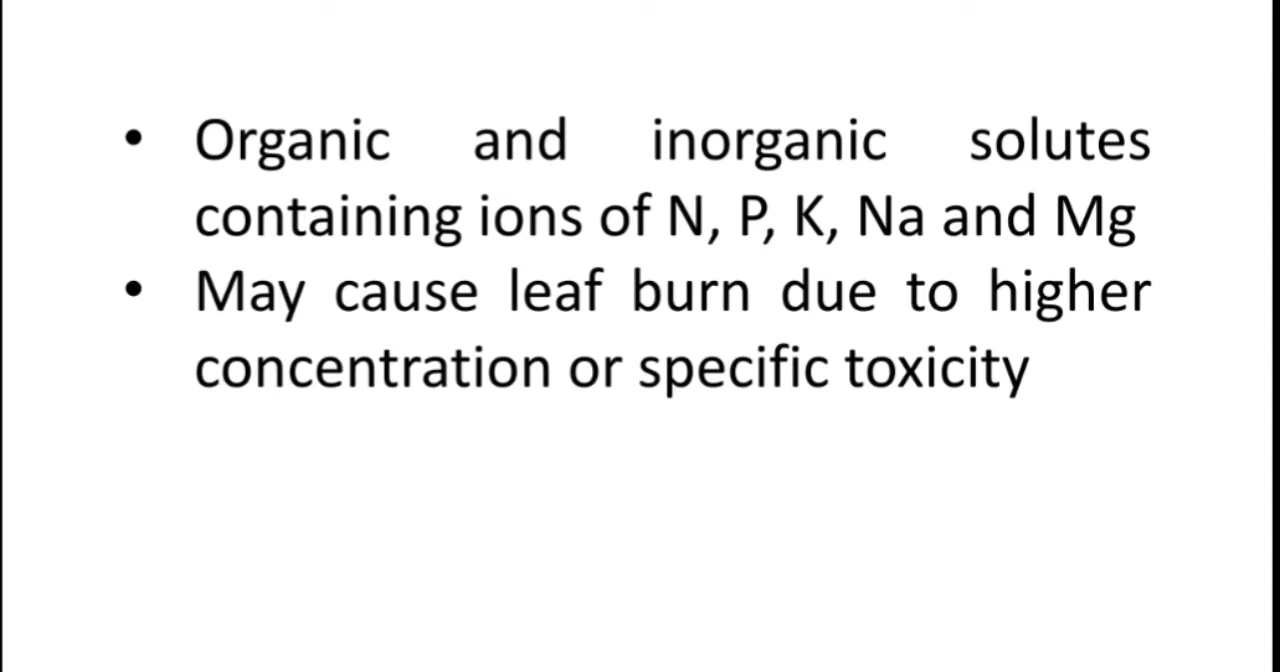 • Organic and inorganic solutes
containing ions of N, P, K, Na and Mg
• May cause leaf burn due to higher
concentration or specific toxicity